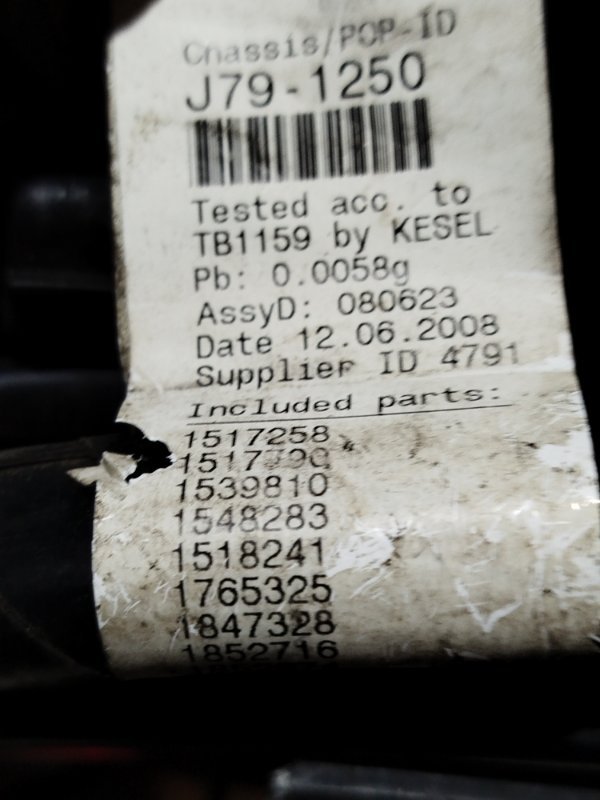 Chassis/POP-ID
J79-1250
Tested acc. to
TB1159 by KESEL
Pb: 0.0058g
AssyD: 080623
Date 12.06.2008
Supplier ID 4791
Included parts:
1517258
1539810
1548283
1518241
1765325
1847328
1852716